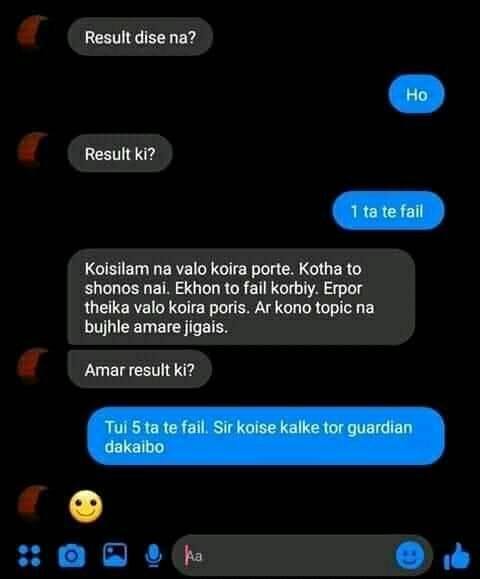 Result dise na?
Ho
Result ki?
1 ta te fail
Koisilam na valo koira porte. Kotha to
shonos nai. Ekhon to fail korbiy. Erpor
theika valo koira poris. Ar kono topic na
bujhle amare jigais.
Amar result ki?
Tui 5 ta te fail. Sir koise kalke tor guardian
dakaibo
Aa